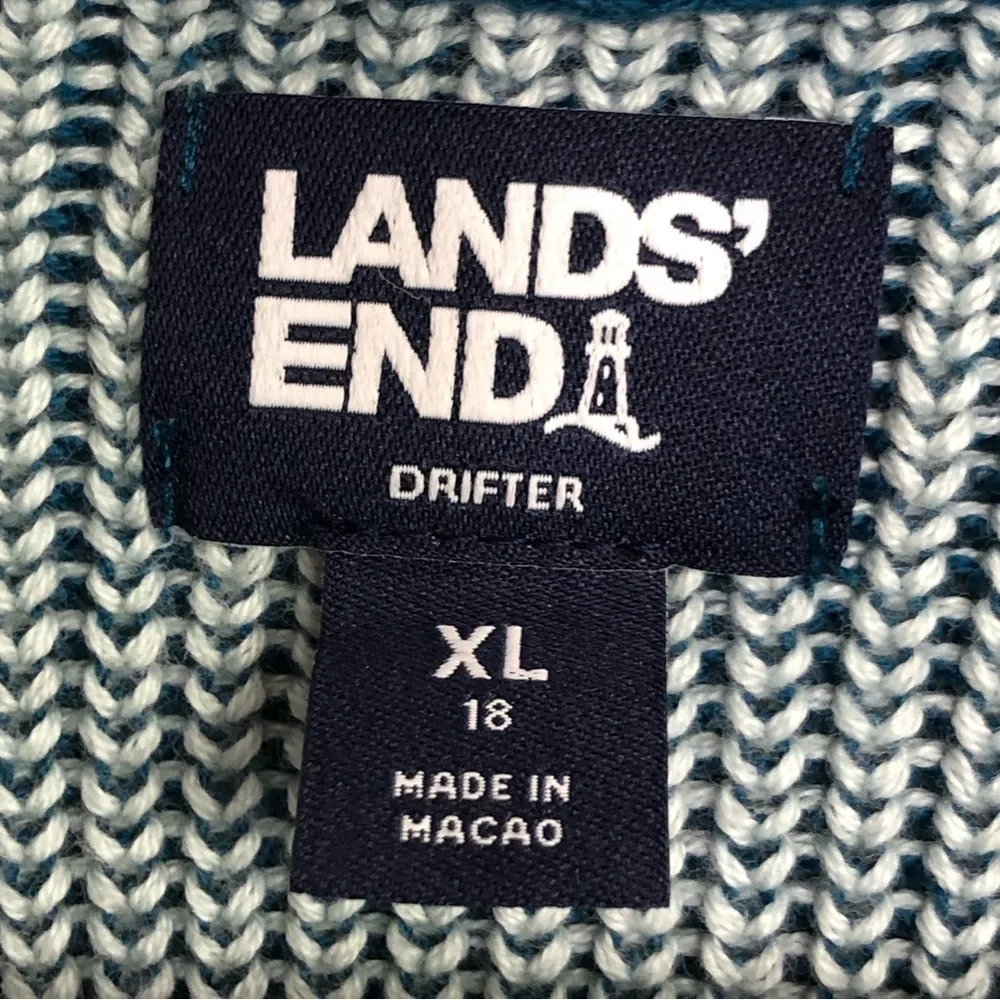 LANDS'
END
DRIFTER
XL
18
MADE IN
MACAO